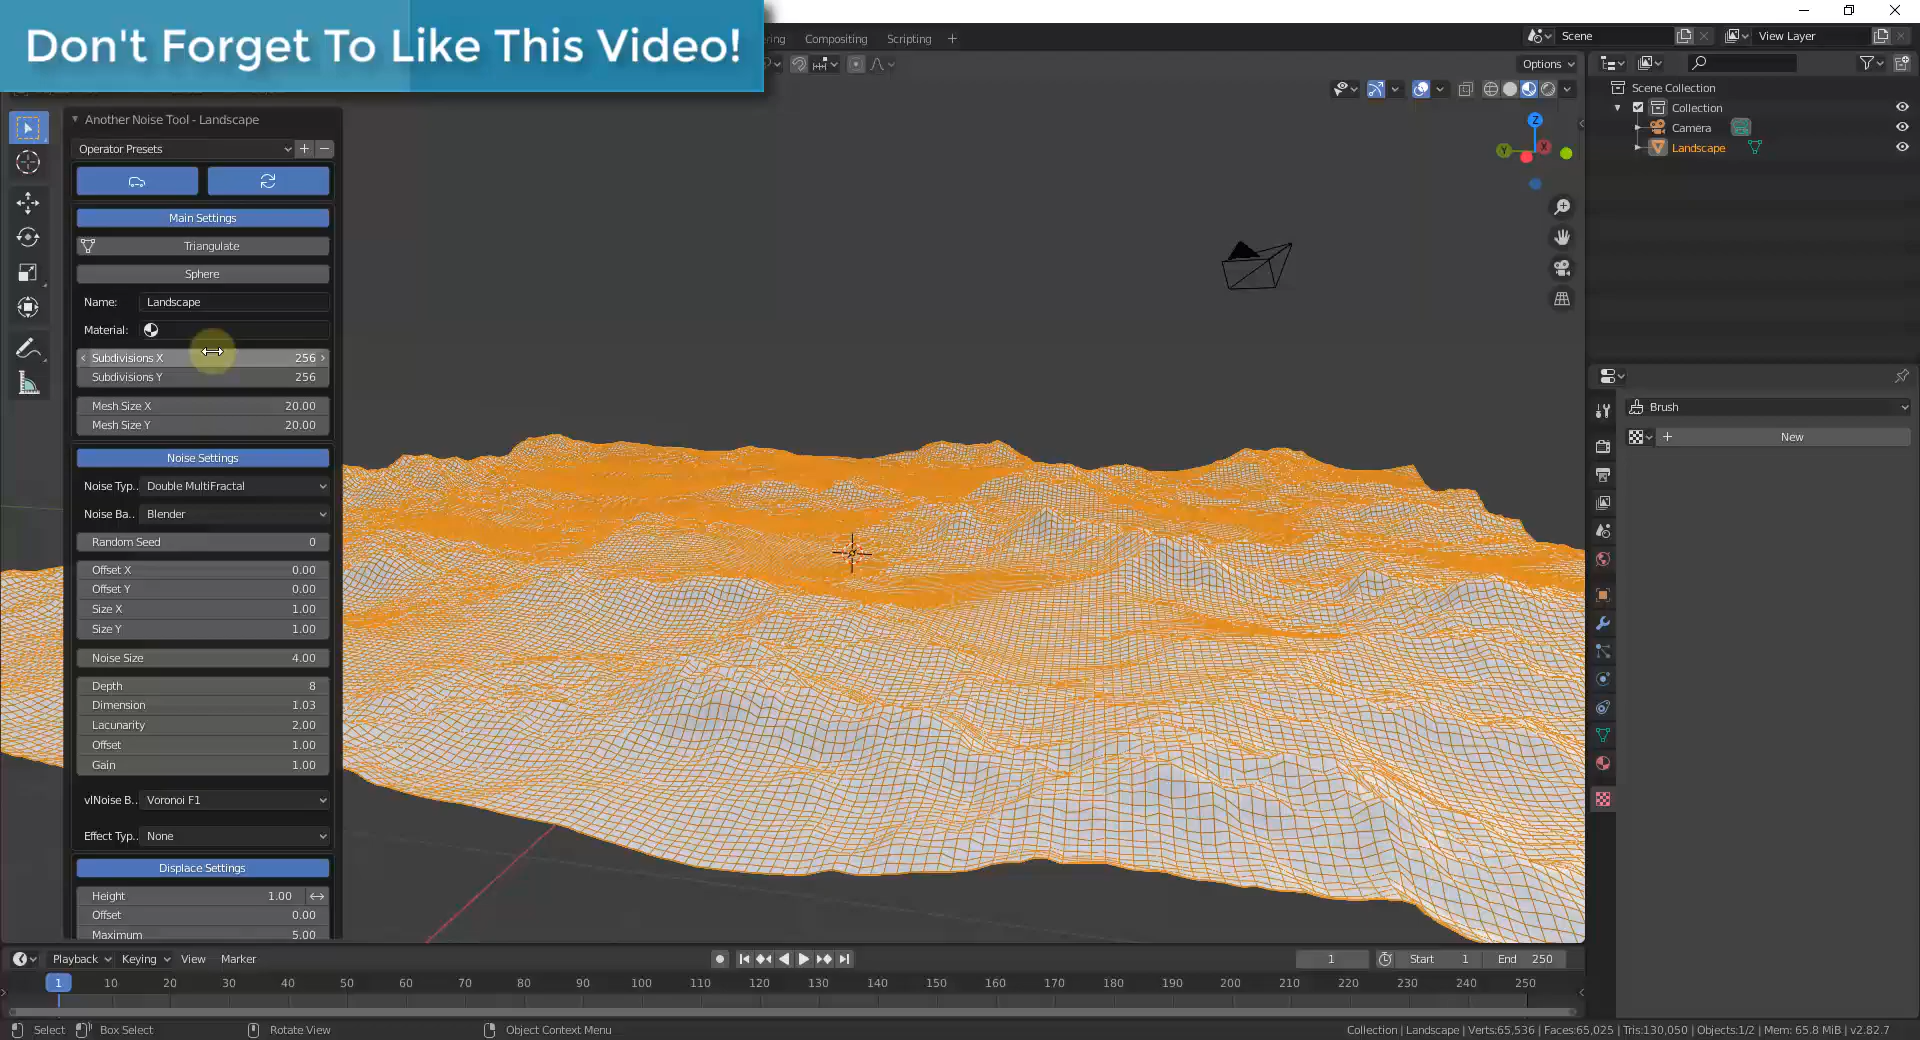 Don't Forget To Like This Video!
Compositing
Scripting
Scene
View Layer
Options
Another Noise Tool - Landscape
Operator Presets
Main Settings
Triangulate
Sphere
Name: Landscape
Material:
Subdivisions X 256
Subdivisions Y 256
Mesh Size X 20.00
Mesh Size Y 20.00
Noise Settings
Noise Typ.. Double MultiFractal
Noise Ba.. Blender
Random Seed 0
Offset X 0.00
Offset Y 0.00
Size X 1.00
Size Y 1.00
Noise Size 4.00
Depth 8
Dimension 1.03
Lacunarity 2.00
Offset 1.00
Gain 1.00
vlNoise B.. Voronoi F1
Effect Typ.. None
Displace Settings
Height 1.00
Offset 0.00
Maximum 5.00
Z
Y
X
Scene Collection
Collection
Camera
Landscape
Brush
New
Playback
Keying
View
Marker
1
Start 1
End 250
1 10 20 30 40 50 60 70 80 90 100 110 120 130 140 150 160 170 180 190 200 210 220 230 240 250
Select
Box Select
Rotate View
Object Context Menu
Collection | Landscape | Verts:65,536 | Faces:65,025 | Tris:130,050 | Objects:1/2 | Mem: 65.8 MiB | v2.82.7